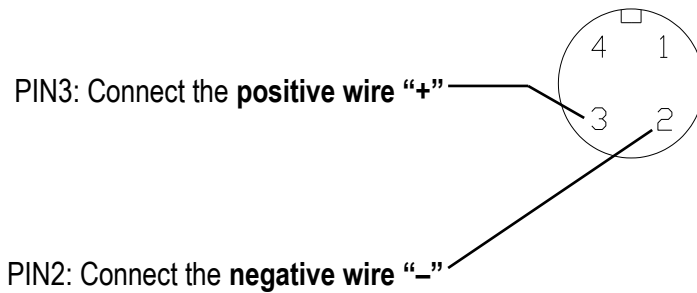 4 1
PIN3: Connect the positive wire “+”
3 2
PIN2: Connect the negative wire “–”